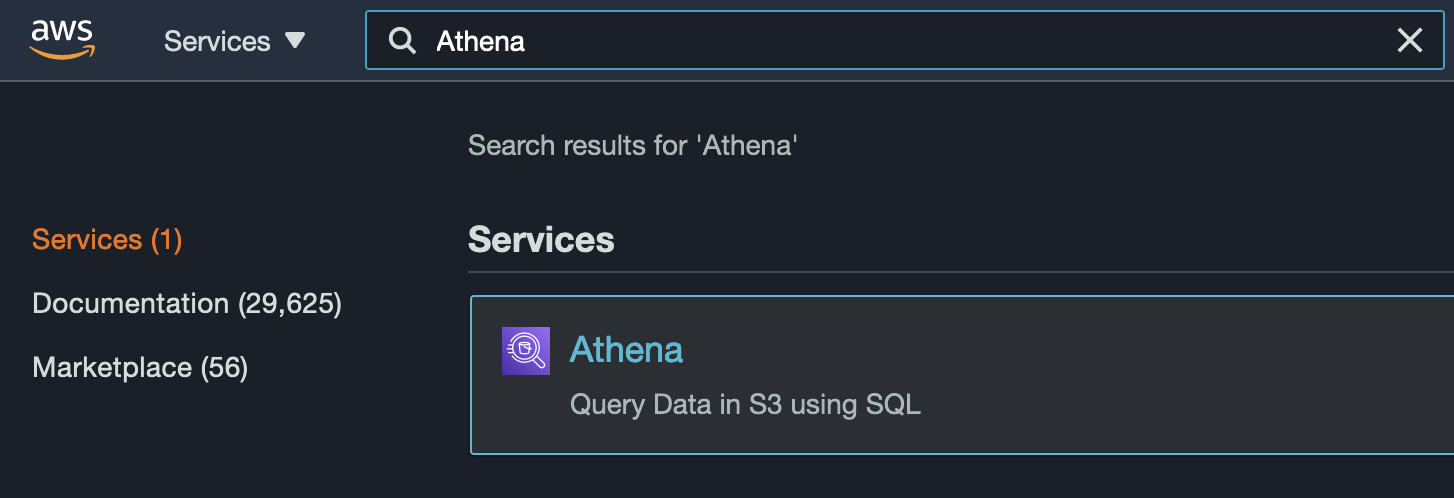 aws
Services
Athena
Search results for 'Athena'
Services (1)
Documentation (29,625)
Marketplace (56)
Services
Athena
Query Data in S3 using SQL